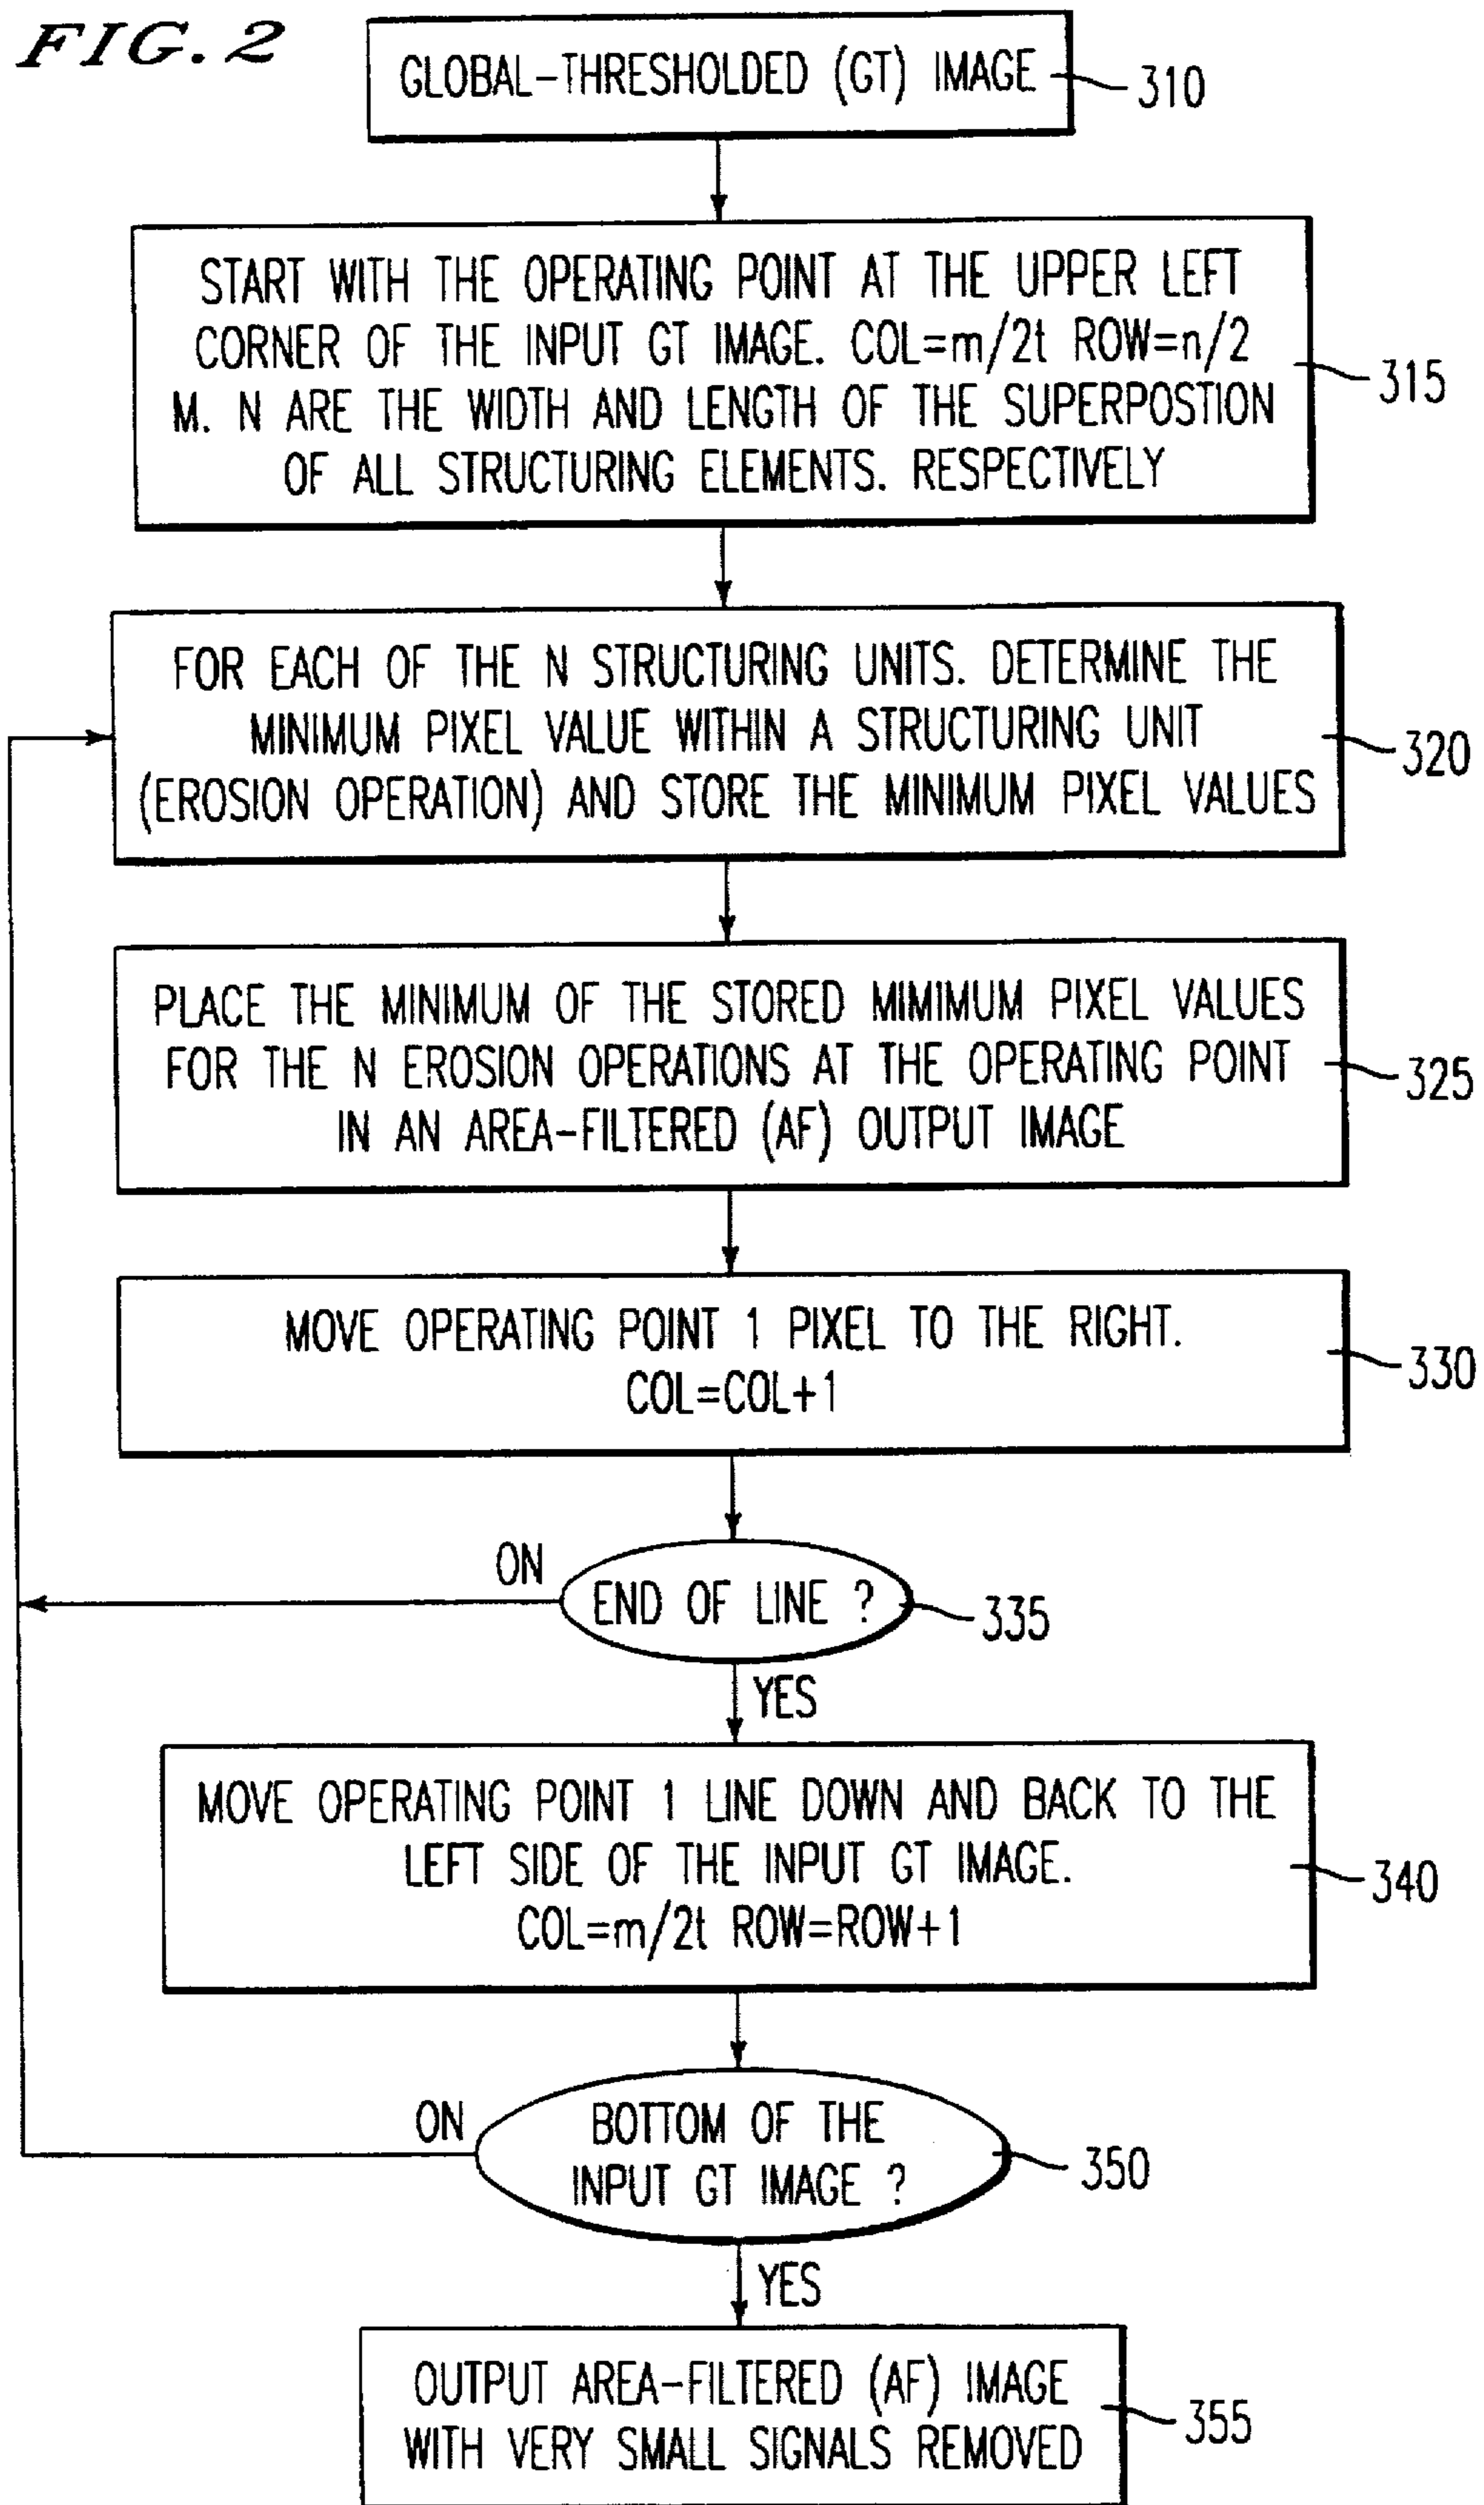 FIG. 2
GLOBAL-THRESHOLDED (GT) IMAGE
310
START WITH THE OPERATING POINT AT THE UPPER LEFT
CORNER OF THE INPUT GT IMAGE. COL=m/2t ROW=n/2
M. N ARE THE WIDTH AND LENGTH OF THE SUPERPOSTION
OF ALL STRUCTURING ELEMENTS. RESPECTIVELY
315
FOR EACH OF THE N STRUCTURING UNITS. DETERMINE THE
MINIMUM PIXEL VALUE WITHIN A STRUCTURING UNIT
(EROSION OPERATION) AND STORE THE MINIMUM PIXEL VALUES
320
PLACE THE MINIMUM OF THE STORED MIMIMUM PIXEL VALUES
FOR THE N EROSION OPERATIONS AT THE OPERATING POINT
IN AN AREA-FILTERED (AF) OUTPUT IMAGE
325
MOVE OPERATING POINT 1 PIXEL TO THE RIGHT.
COL=COL+1
330
ON
END OF LINE ?
335
YES
MOVE OPERATING POINT 1 LINE DOWN AND BACK TO THE
LEFT SIDE OF THE INPUT GT IMAGE.
COL=m/2t ROW=ROW+1
340
ON
BOTTOM OF THE
INPUT GT IMAGE ?
350
YES
OUTPUT AREA-FILTERED (AF) IMAGE
WITH VERY SMALL SIGNALS REMOVED
355